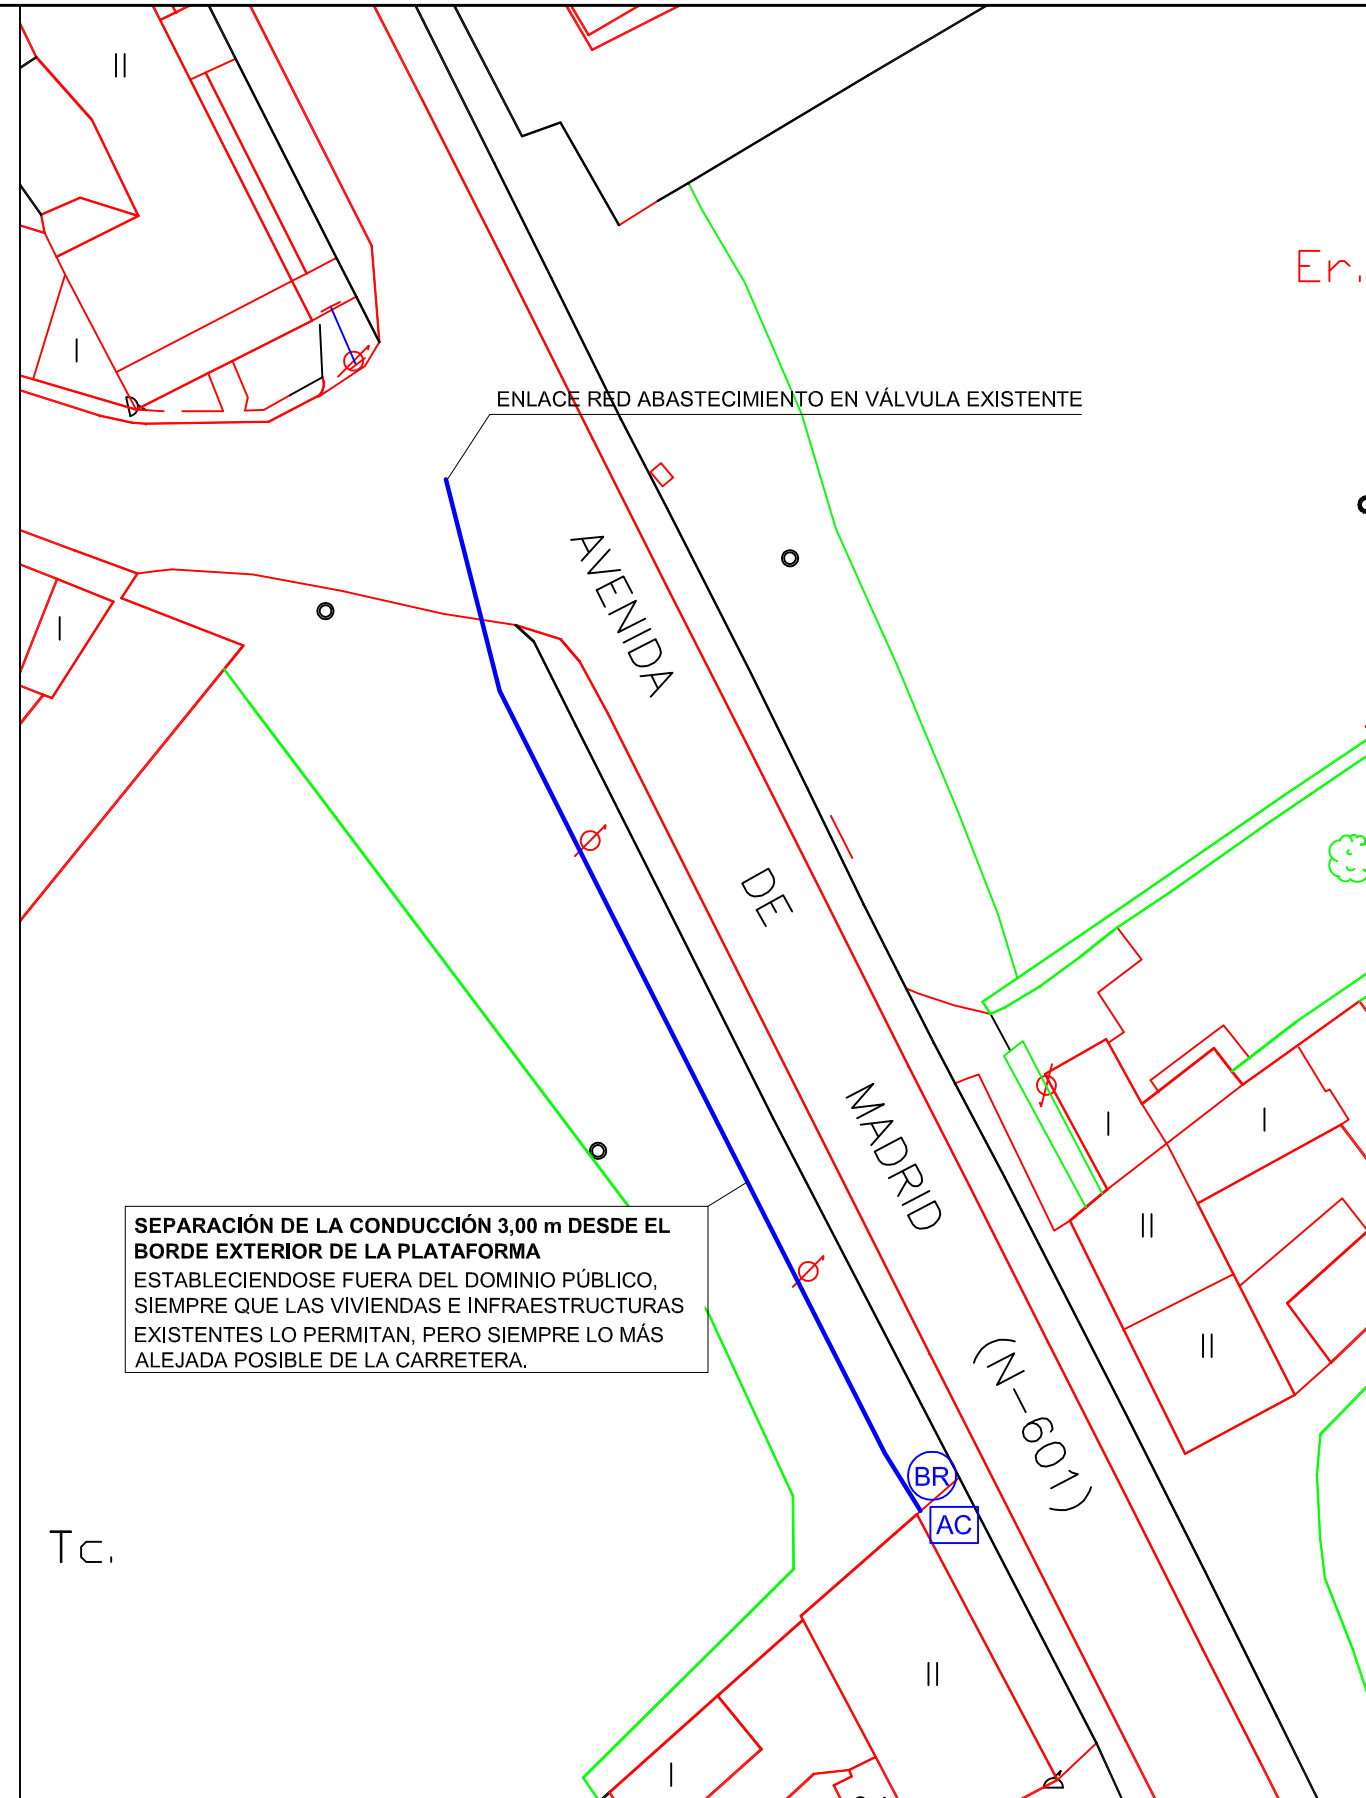 II
Er.
I
ENLACE RED ABASTECIMIENTO EN VÁLVULA EXISTENTE
AVENIDA
I
DE
MADRID
I
I
SEPARACIÓN DE LA CONDUCCIÓN 3,00 m DESDE EL
BORDE EXTERIOR DE LA PLATAFORMA
ESTABLECIENDOSE FUERA DEL DOMINIO PÚBLICO,
SIEMPRE QUE LAS VIVIENDAS E INFRAESTRUCTURAS
EXISTENTES LO PERMITAN, PERO SIEMPRE LO MÁS
ALEJADA POSIBLE DE LA CARRETERA.
II
II
(N-601)
BR
AC
Tc.
II
I